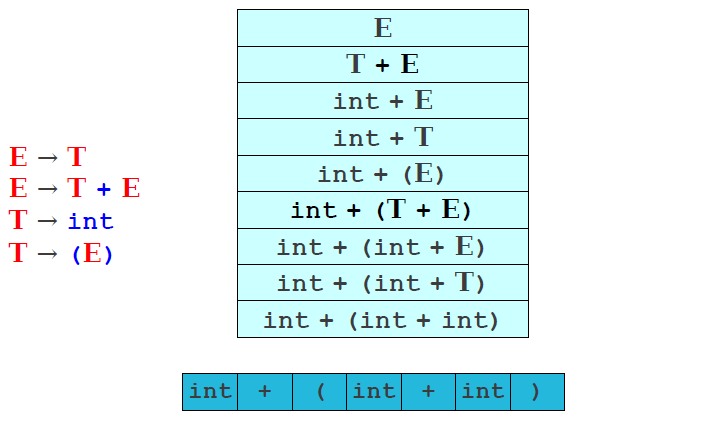 E → T
E → T + E
T → int
T → (E)
E
T + E
int + E
int + T
int + (E)
int + (T + E)
int + (int + E)
int + (int + T)
int + (int + int)
int + ( int + int )